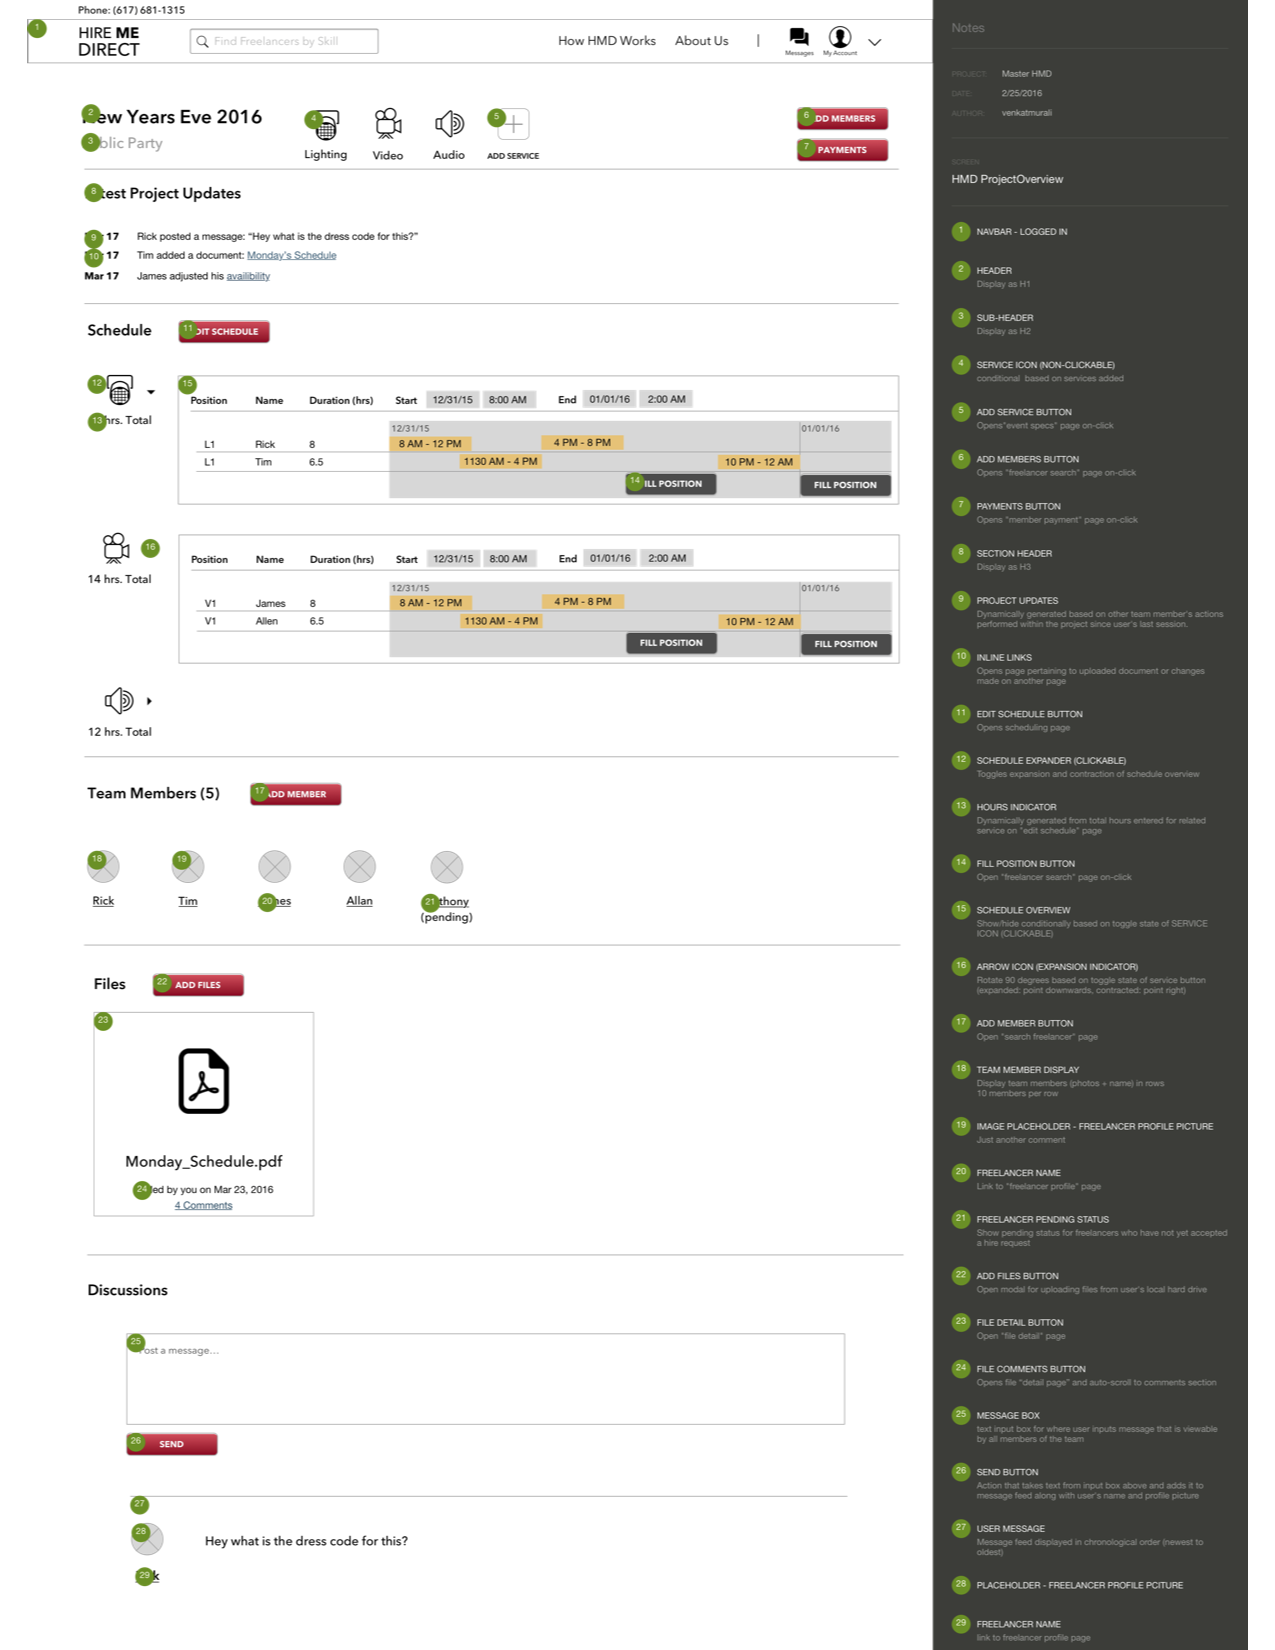 Phone: (617) 681-1315
1
HIRE ME
DIRECT
Find Freelancers by Skill
How HMD Works
About Us
|
Messages
My Account
2
ew Years Eve 2016
3
blic Party
4
Lighting
Video
Audio
5
ADD SERVICE
6
DD MEMBERS
7
PAYMENTS
8
test Project Updates
9
17 Rick posted a message: “Hey what is the dress code for this?”
10
17 Tim added a document: Monday's Schedule
Mar 17 James adjusted his availibility
Schedule
11
DIT SCHEDULE
12
13
hrs. Total
15
Position Name Duration (hrs) Start 12/31/15 8:00 AM End 01/01/16 2:00 AM
12/31/15 01/01/16
L1 Rick 8 8 AM - 12 PM 4 PM - 8 PM
L1 Tim 6.5 1130 AM - 4 PM 10 PM - 12 AM
14
ILL POSITION
FILL POSITION
16
14 hrs. Total
Position Name Duration (hrs) Start 12/31/15 8:00 AM End 01/01/16 2:00 AM
12/31/15 01/01/16
V1 James 8 8 AM - 12 PM 4 PM - 8 PM
V1 Allen 6.5 1130 AM - 4 PM 10 PM - 12 AM
FILL POSITION
FILL POSITION
12 hrs. Total
Team Members (5)
17
ADD MEMBER
18
19
Rick
Tim
20
nes
Allan
21
thony
(pending)
Files
22
ADD FILES
23
Monday_Schedule.pdf
24
ed by you on Mar 23, 2016
4 Comments
Discussions
25
ost a message...
26
SEND
27
28
Hey what is the dress code for this?
29
k
Notes
PROJECT: Master HMD
DATE: 2/25/2016
AUTHOR: venkatmurali
SCREEN
HMD ProjectOverview
1 NAVBAR - LOGGED IN
2 HEADER
Display as H1
3 SUB-HEADER
Display as H2
4 SERVICE ICON (NON-CLICKABLE)
conditional based on services added
5 ADD SERVICE BUTTON
Opens"event specs" page on-click
6 ADD MEMBERS BUTTON
Opens "freelancer search" page on-click
7 PAYMENTS BUTTON
Opens "member payment" page on-click
8 SECTION HEADER
Display as H3
9 PROJECT UPDATES
Dynamically generated based on other team member's actions
performed within the project since user's last session.
10 INLINE LINKS
Opens page pertaining to uploaded document or changes
made on another page
11 EDIT SCHEDULE BUTTON
Opens scheduling page
12 SCHEDULE EXPANDER (CLICKABLE)
Toggles expansion and contraction of schedule overview
13 HOURS INDICATOR
Dynamically generated from total hours entered for related
service on "edit schedule" page
14 FILL POSITION BUTTON
Open "freelancer search" page on-click
15 SCHEDULE OVERVIEW
Show/hide conditionally based on toggle state of SERVICE
ICON (CLICKABLE)
16 ARROW ICON (EXPANSION INDICATOR)
Rotate 90 degrees based on toggle state of service button
(expanded: point downwards, contracted: point right)
17 ADD MEMBER BUTTON
Open "search freelancer" page
18 TEAM MEMBER DISPLAY
Display team members (photos + name) in rows
10 members per row
19 IMAGE PLACEHOLDER - FREELANCER PROFILE PICTURE
Just another comment
20 FREELANCER NAME
Link to "freelancer profile" page
21 FREELANCER PENDING STATUS
Show pending status for freelancers who have not yet accepted
a hire request
22 ADD FILES BUTTON
Open modal for uploading files from user's local hard drive
23 FILE DETAIL BUTTON
Open "file detail" page
24 FILE COMMENTS BUTTON
Opens file "detail page" and auto-scroll to comments section
25 MESSAGE BOX
text input box for where user inputs message that is viewable
by all members of the team
26 SEND BUTTON
Action that takes text from input box above and adds it to
message feed along with user's name and profile picture
27 USER MESSAGE
Message feed displayed in chronological order (newest to
oldest)
28 PLACEHOLDER - FREELANCER PROFILE PCITURE
29 FREELANCER NAME
link to freelancer profile page